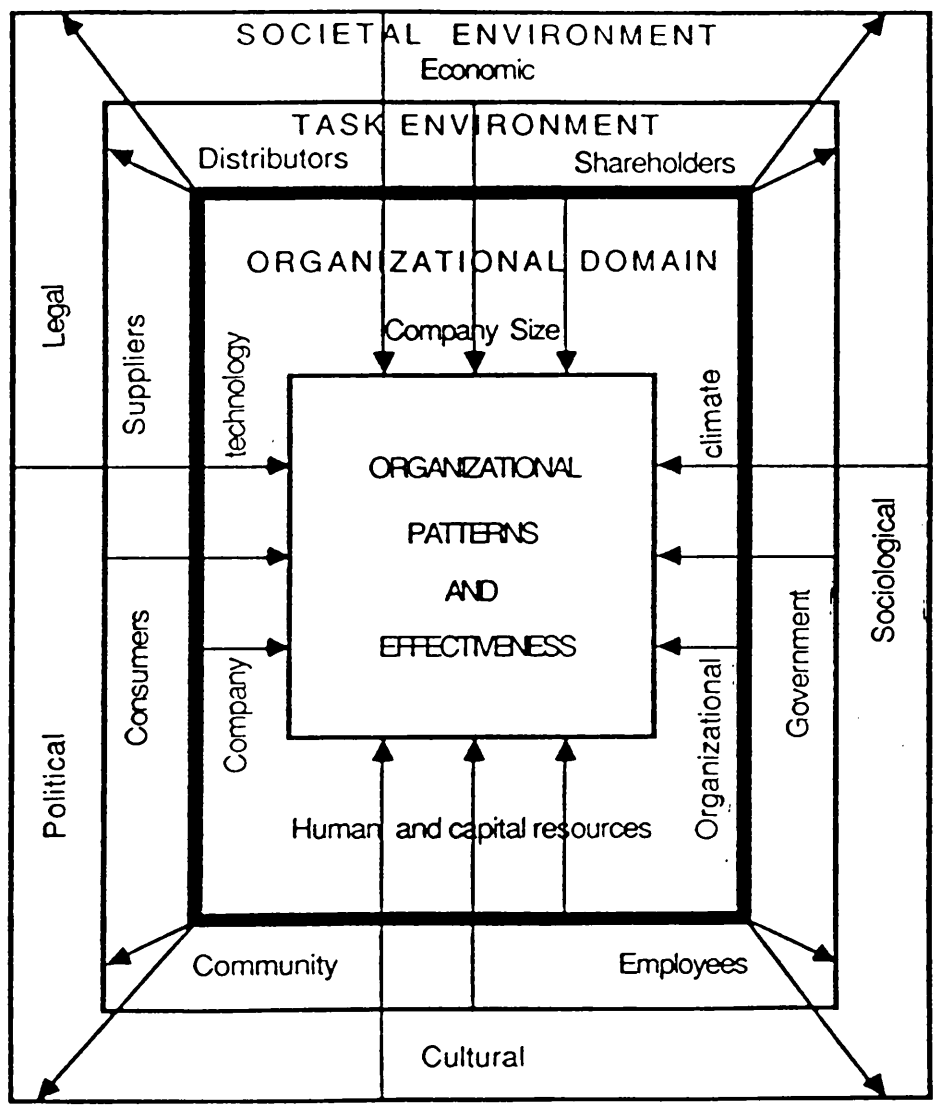 SOCIETAL ENVIRONMENT
Economic
TASK ENVIRONMENT
Distributors
Shareholders
ORGANIZATIONAL DOMAIN
Company Size
Legal
Suppliers
technology
climate
ORGANIZATIONAL
PATTERNS
AND
EFFECTIVENESS
Political
Consumers
Company
Organizational
Government
Sociological
Human and capital resources
Community
Employees
Cultural